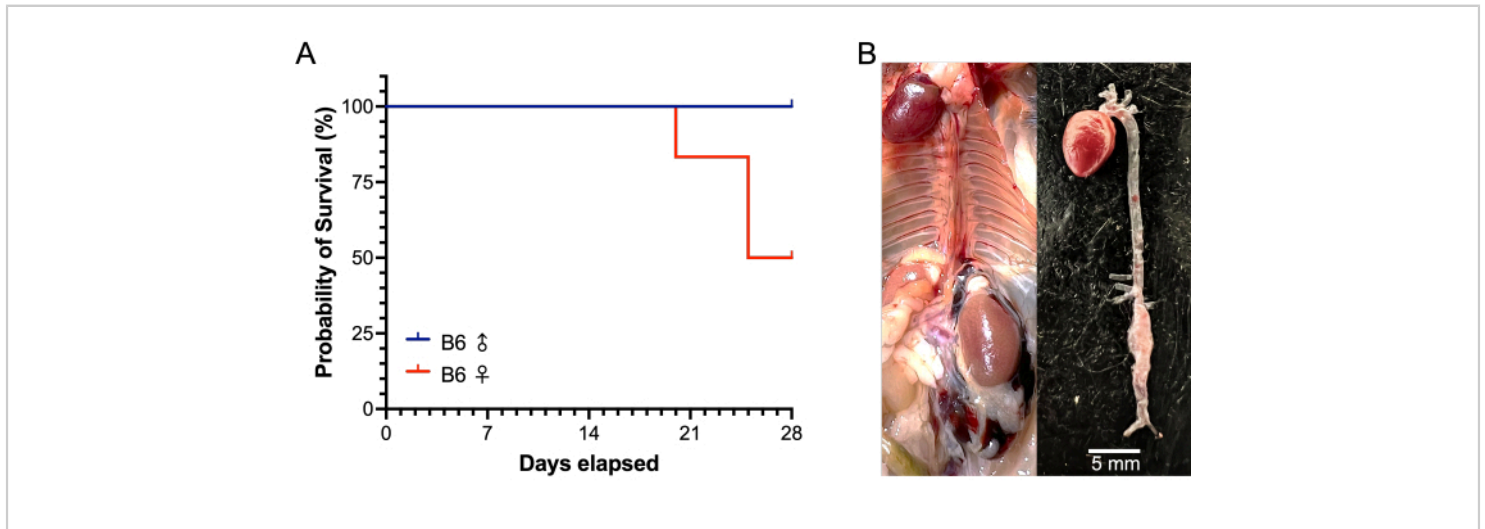 A
B
Probability of Survival (%)
100
75
50
25
0
B6 ♂
B6 ♀
0 7 14 21 28
Days elapsed
5 mm